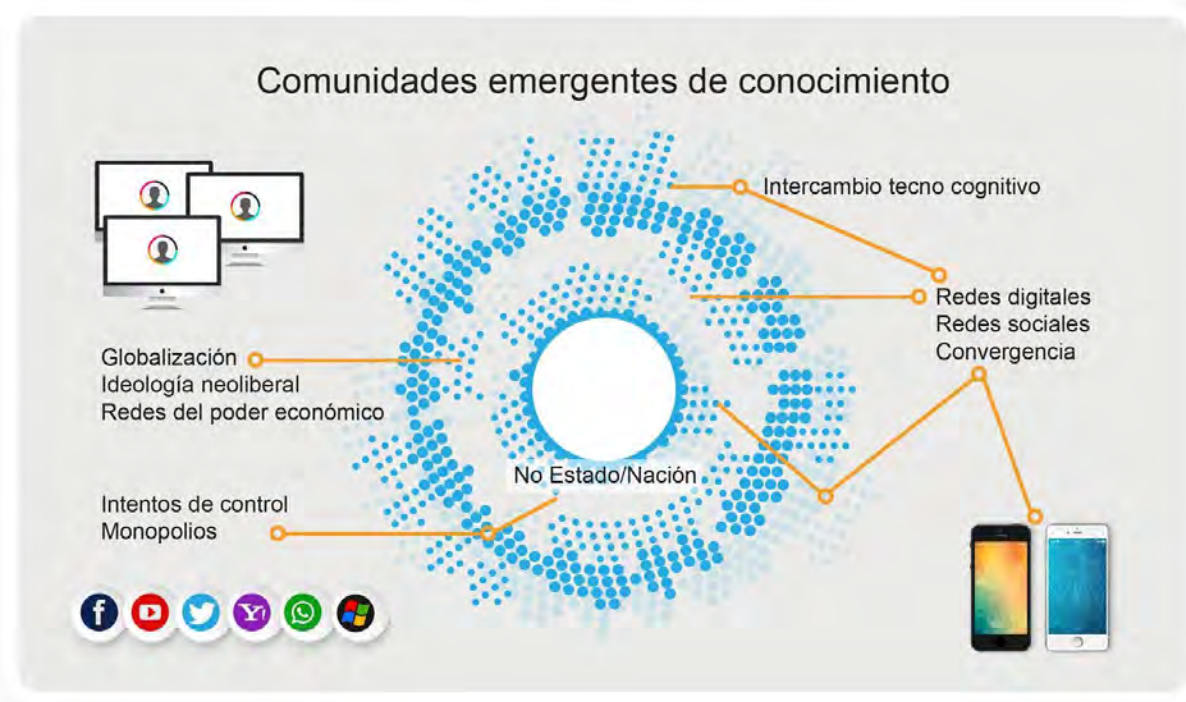 Comunidades emergentes de conocimiento
Intercambio tecno cognitivo
Redes digitales
Redes sociales
Convergencia
Globalización
Ideología neoliberal
Redes del poder económico
No Estado/Nación
Intentos de control
Monopolios